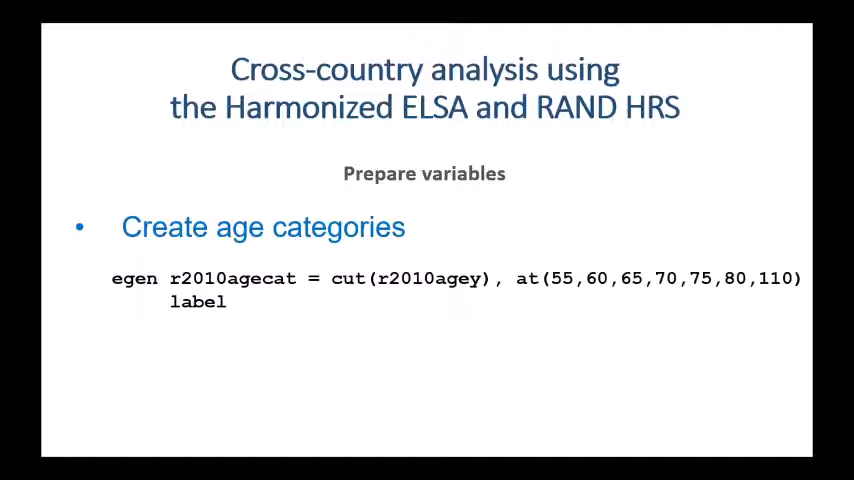 Cross-country analysis using
the Harmonized ELSA and RAND HRS
Prepare variables
• Create age categories
egen r2010agecat = cut(r2010agey), at(55,60,65,70,75,80,110)
label